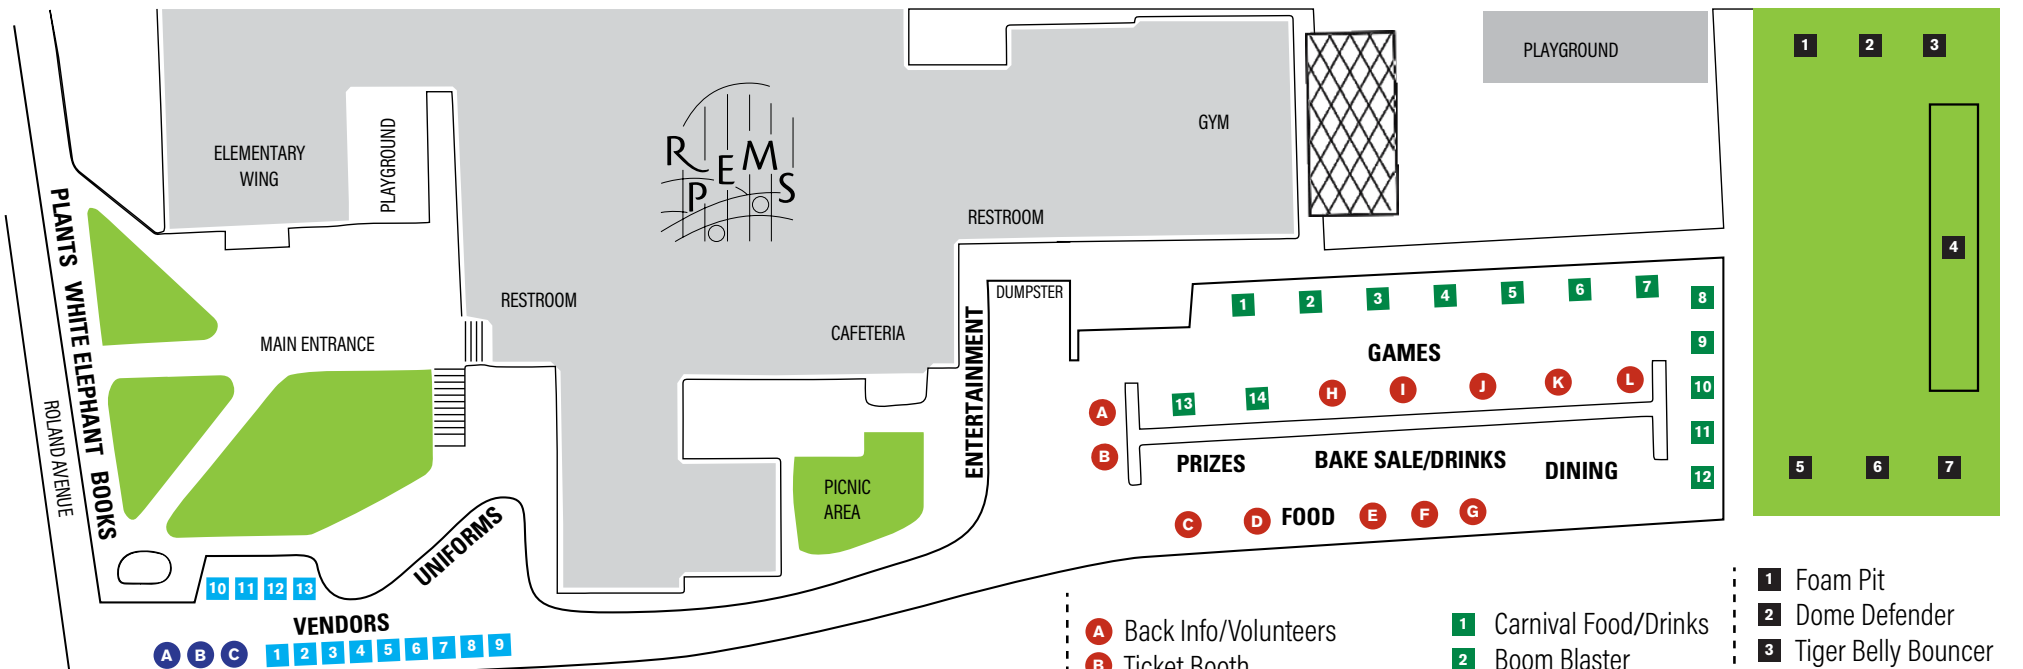 PLAYGROUND
1 2 3
GYM
ELEMENTARY
WING
PLAYGROUND
R P E M S
PLANTS WHITE ELEPHANT BOOKS
RESTROOM
4
RESTROOM
DUMPSTER
1 2 3 4 5 6 7 8
MAIN ENTRANCE
CAFETERIA
ENTERTAINMENT
GAMES
9
ROLAND AVENUE
A
13 14 H I J K L
10
B
11
PRIZES
BAKE SALE/DRINKS
DINING
12
5 6 7
PICNIC
AREA
C D FOOD E F G
UNIFORMS
10 11 12 13
VENDORS
A B C 1 2 3 4 5 6 7 8 9
A Back Info/Volunteers
B Ticket Booth
1 Carnival Food/Drinks
2 Boom Blaster
1 Foam Pit
2 Dome Defender
3 Tiger Belly Bouncer